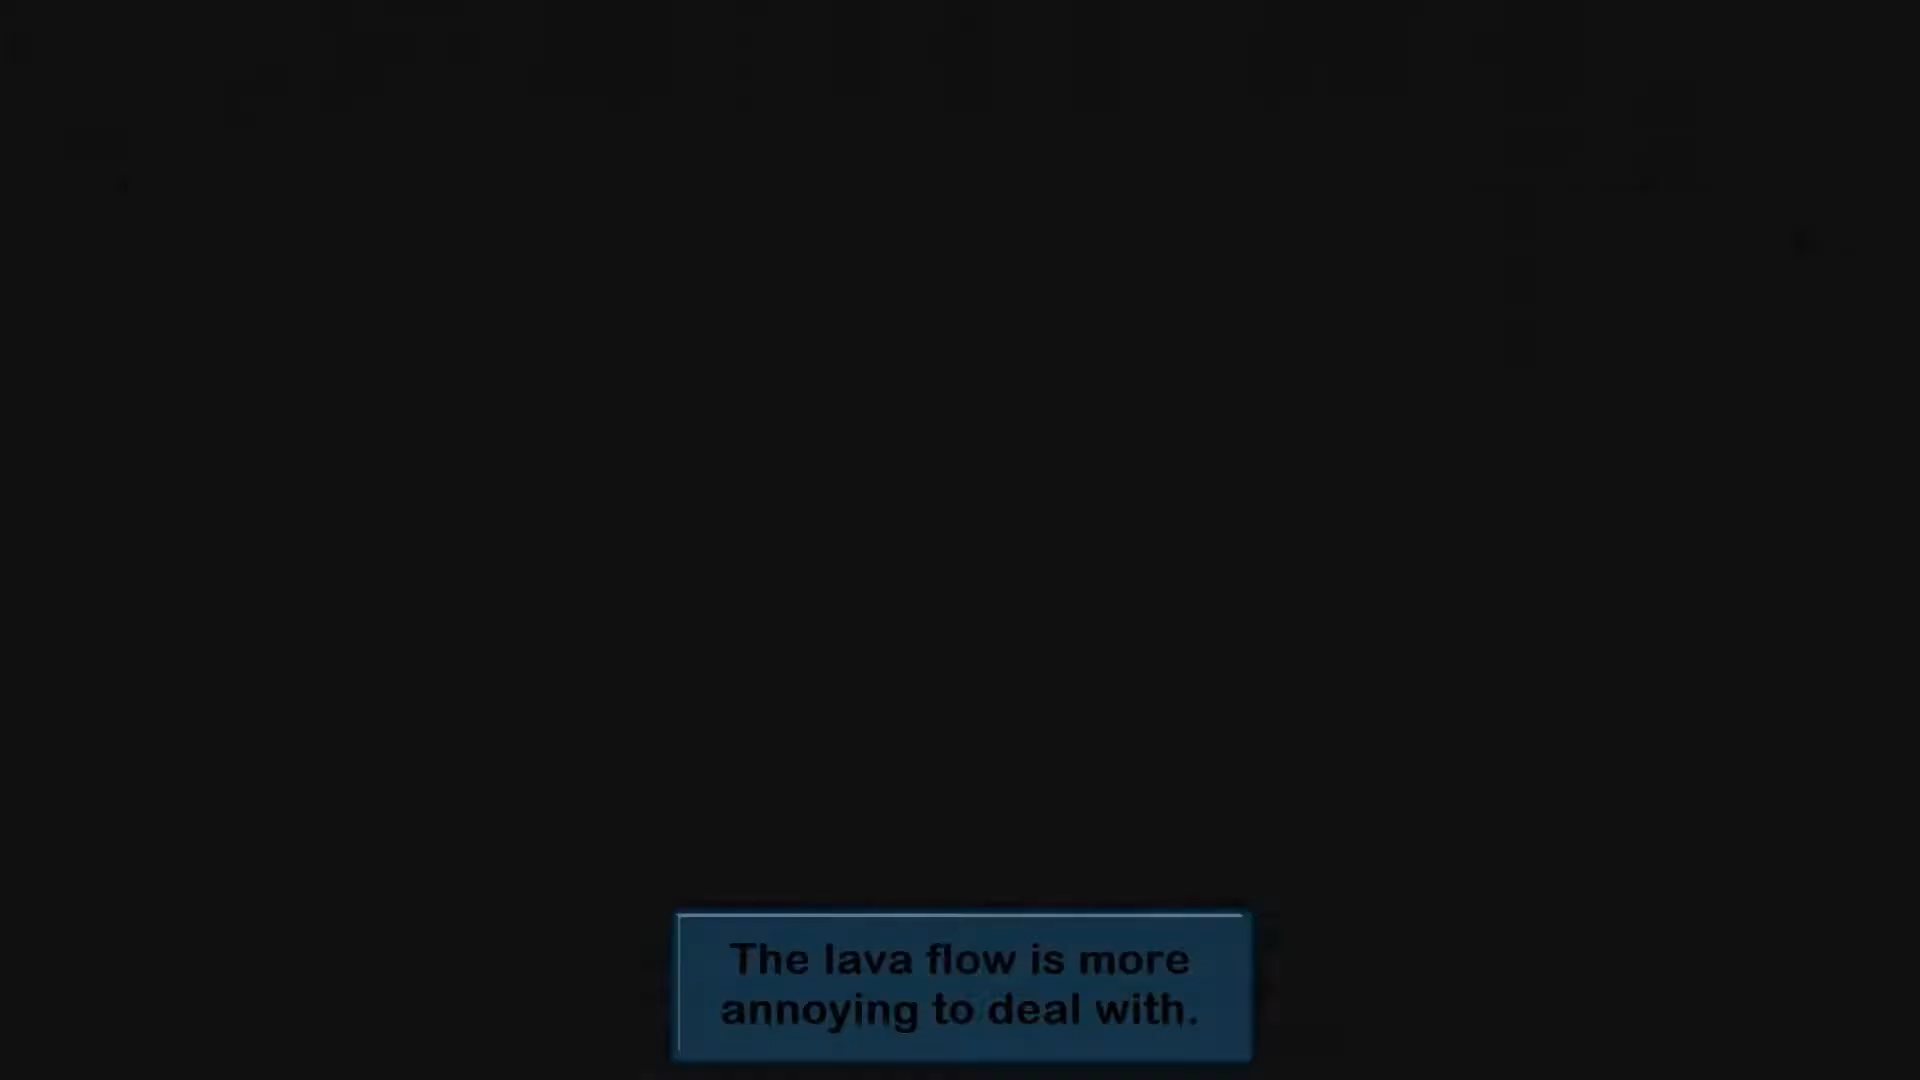 The lava flow is more
annoying to deal with.